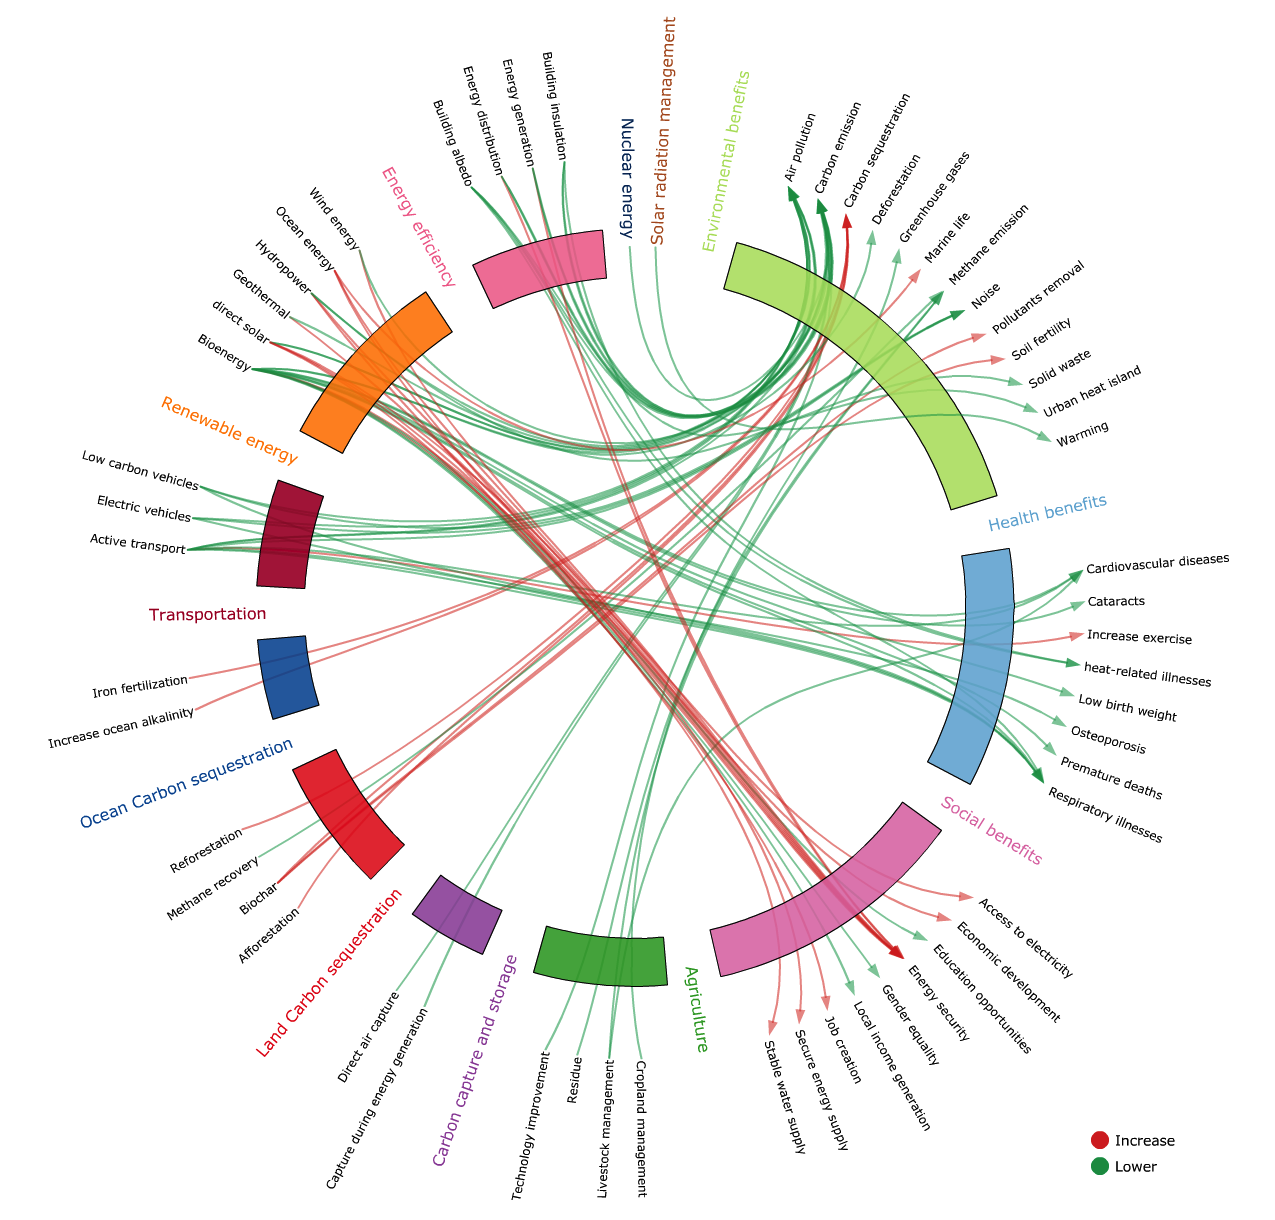 Solar radiation management
Nuclear energy
Environmental benefits
Air pollution
Carbon emission
Carbon sequestration
Deforestation
Greenhouse gases
Marine life
Methane emission
Noise
Pollutants removal
Soil fertility
Solid waste
Urban heat island
Warming
Health benefits
Cardiovascular diseases
Cataracts
Increase exercise
heat-related illnesses
Low birth weight
Osteoporosis
Premature deaths
Respiratory illnesses
Social benefits
Access to electricity
Economic development
Education opportunities
Energy security
Gender equality
Local income generation
Job creation
Secure energy supply
Stable water supply
Agriculture
Cropland management
Livestock management
Residue
Technology improvement
Carbon capture and storage
Capture during energy generation
Direct air capture
Land Carbon sequestration
Afforestation
Biochar
Methane recovery
Reforestation
Ocean Carbon sequestration
Increase ocean alkalinity
Iron fertilization
Transportation
Active transport
Electric vehicles
Low carbon vehicles
Renewable energy
Bioenergy
direct solar
Geothermal
Hydropower
Ocean energy
Wind energy
Energy efficiency
Building albedo
Energy distribution
Energy generation
Building insulation
Increase
Lower